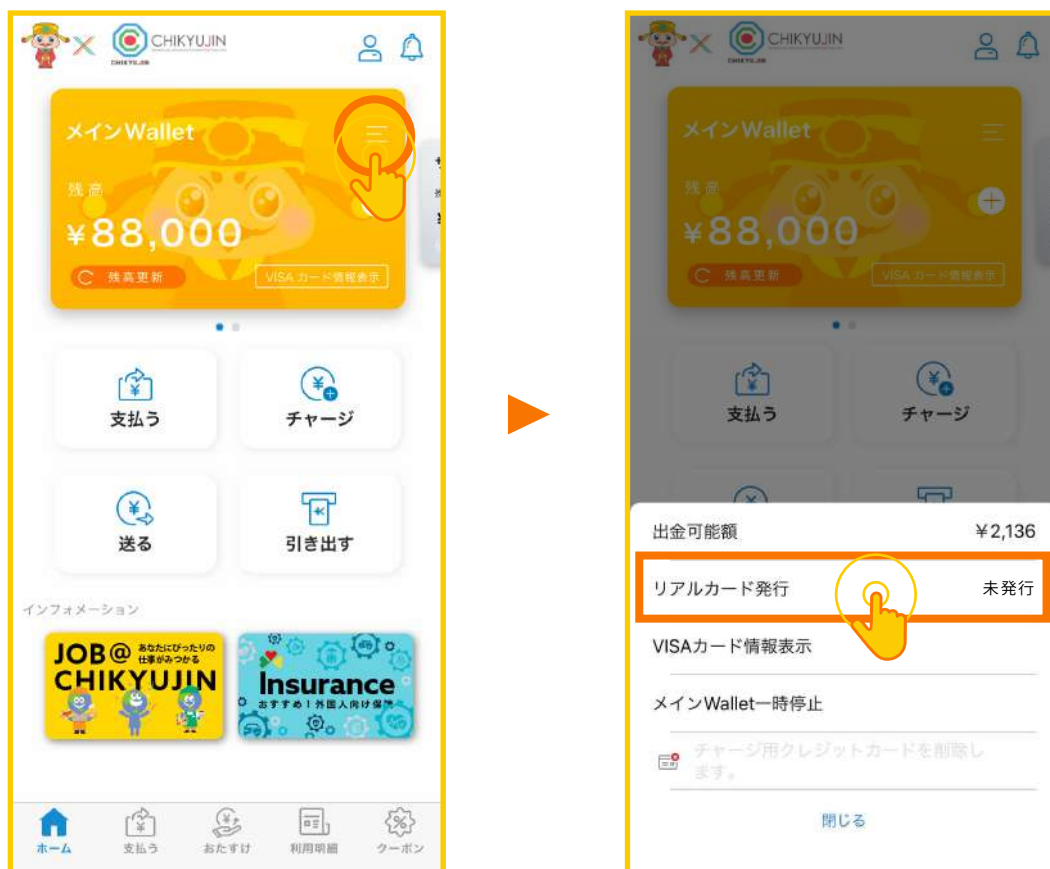 CHIKYUJIN
CHIKYUJIN
メインWallet
残高
¥88,000
残高更新
VISA カード情報表示
支払う
チャージ
送る
引き出す
インフォメーション
JOB@ あなたにぴったりの
仕事がみつかる
CHIKYUJIN
Insurance
おすすめ!外国人向け保険
ホーム
支払う
おたすけ
利用明細
クーポン
CHIKYUJIN
CHIKYUJIN
メインWallet
残高
¥88,000
残高更新
VISA カード情報表示
支払う
チャージ
出金可能額 ¥2,136
リアルカード発行 未発行
VISAカード情報表示
メインWallet一時停止
チャージ用クレジットカードを削除し
ます。
閉じる